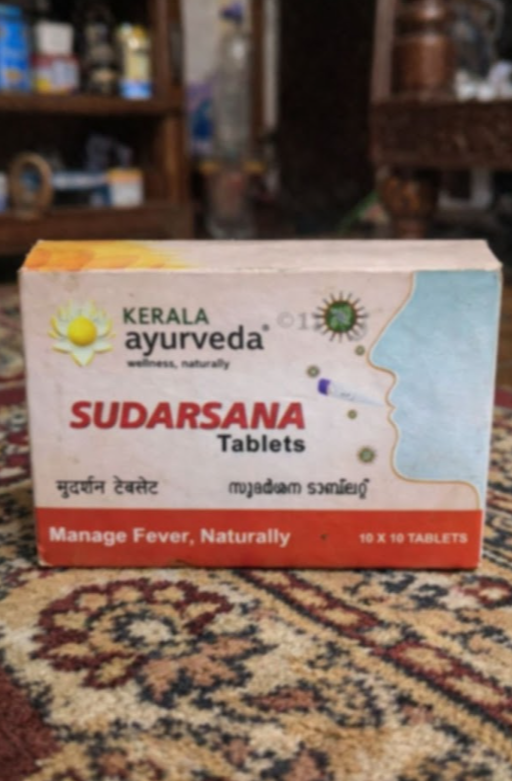 KERALA
ayurveda®
wellness, naturally
SUDARSANA
Tablets
सुदर्शन टेबलेट
സുദർശന ടാബ്‌ലറ്റ്
Manage Fever, Naturally
10 X 10 TABLETS